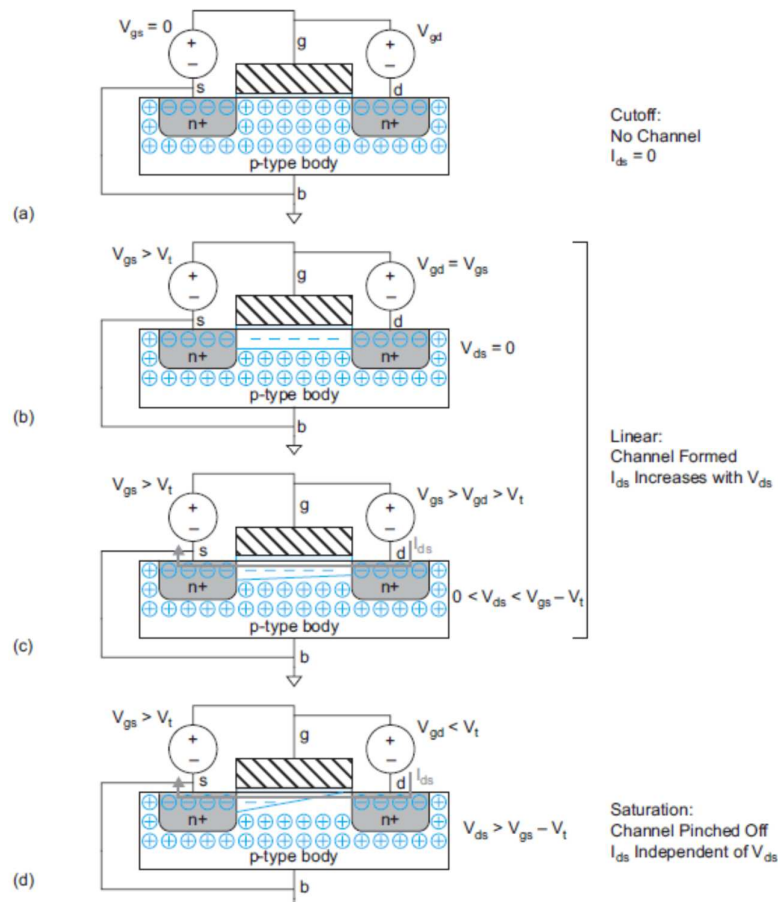 V_gs = 0
V_gd
+
+
g
−
−
s
d
n+
n+
p-type body
b
Cutoff:
No Channel
I_ds = 0
(a)
V_gs > V_t
V_gd = V_gs
+
+
g
−
−
s
d
n+
n+
V_ds = 0
p-type body
b
(b)
Linear:
Channel Formed
I_ds Increases with V_ds
V_gs > V_t
V_gs > V_gd > V_t
+
+
g
−
−
s
d
I_ds
n+
n+
0 < V_ds < V_gs – V_t
p-type body
b
(c)
V_gs > V_t
V_gd < V_t
+
+
g
−
−
s
d
I_ds
n+
n+
V_ds > V_gs – V_t
p-type body
b
Saturation:
Channel Pinched Off
I_ds Independent of V_ds
(d)